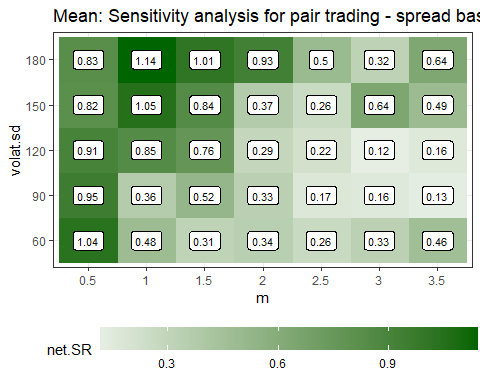 Mean: Sensitivity analysis for pair trading - spread bas
180 0.83 1.14 1.01 0.93 0.5 0.32 0.64
150 0.82 1.05 0.84 0.37 0.26 0.64 0.49
120 0.91 0.85 0.76 0.29 0.22 0.12 0.16
90 0.95 0.36 0.52 0.33 0.17 0.16 0.13
60 1.04 0.48 0.31 0.34 0.26 0.33 0.46
volat.sd
0.5 1 1.5 2 2.5 3 3.5
m
net.SR
0.3 0.6 0.9